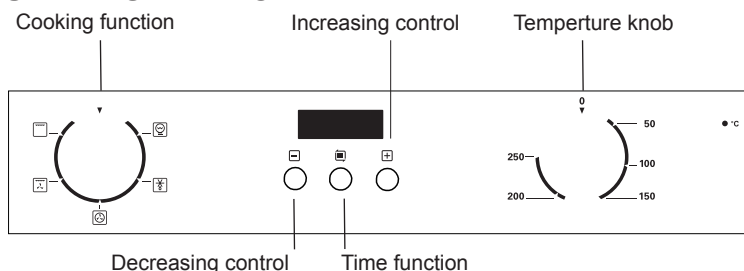 Cooking function Increasing control Temperture knob
0
50
°C
250 100
200 150
Decreasing control Time function